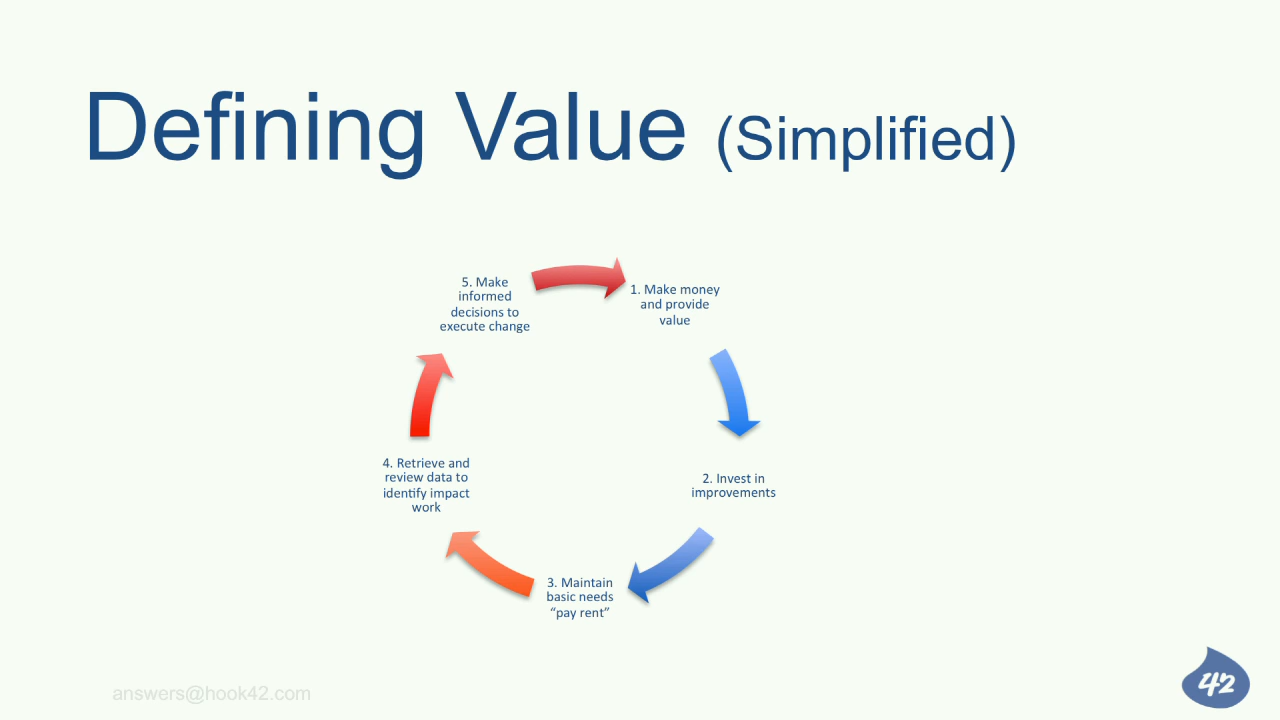 Defining Value (Simplified)
1. Make money
and provide
value
2. Invest in
improvements
3. Maintain
basic needs
“pay rent”
4. Retrieve and
review data to
identify impact
work
5. Make
informed
decisions to
execute change
answers@hook42.com
42